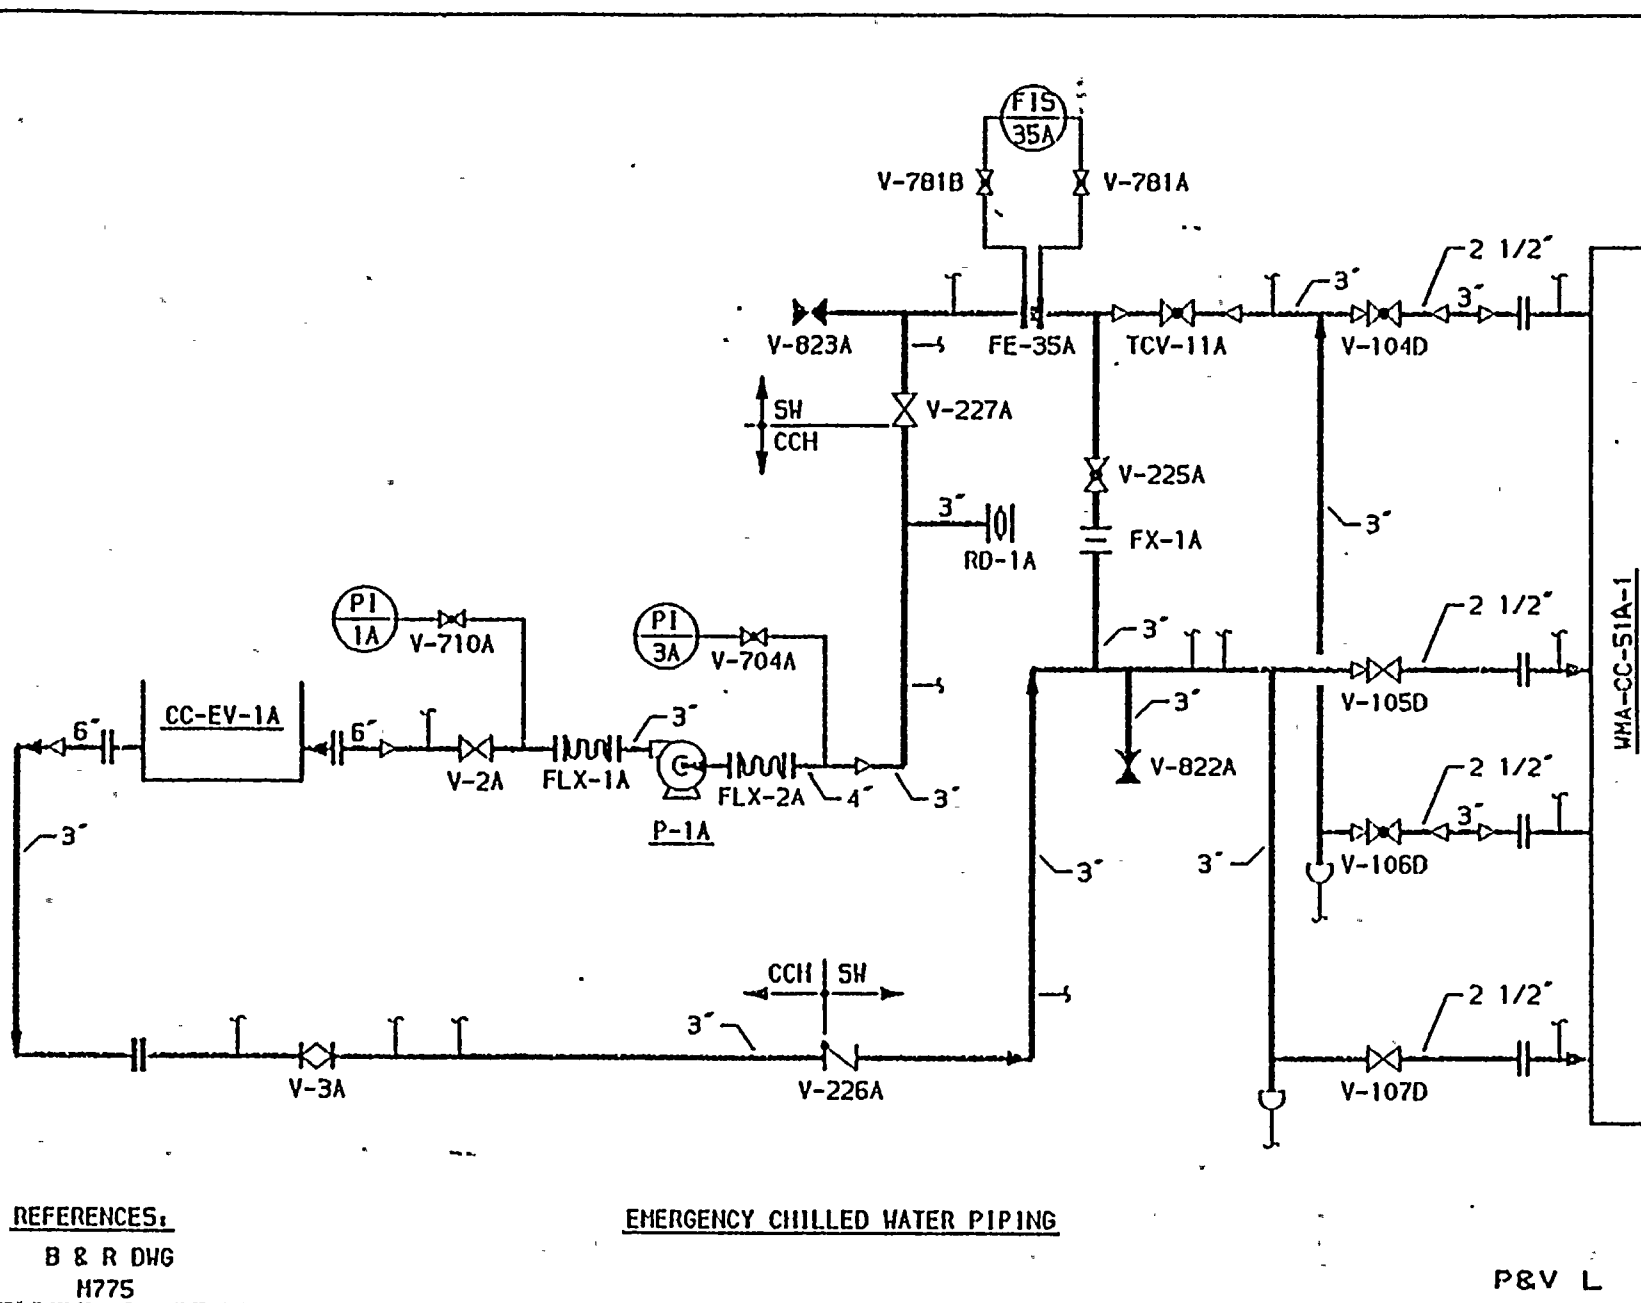 FIS
35A
V-781B
V-781A
2 1/2"
3"
3"
V-823A
FE-35A
TCV-11A
V-104D
SW
CCH
V-227A
V-225A
3"
3"
FX-1A
RD-1A
PI
1A
V-710A
PI
3A
V-704A
3"
2 1/2"
WMA-CC-51A-1
CC-EV-1A
6"
6"
3"
3"
V-105D
V-2A
FLX-1A
FLX-2A
4"
3"
V-822A
2 1/2"
3"
P-1A
3"
3"
3"
V-106D
CCH
SW
2 1/2"
3"
V-3A
V-226A
V-107D
REFERENCES:
EMERGENCY CHILLED WATER PIPING
B & R DWG
M775
P&V L